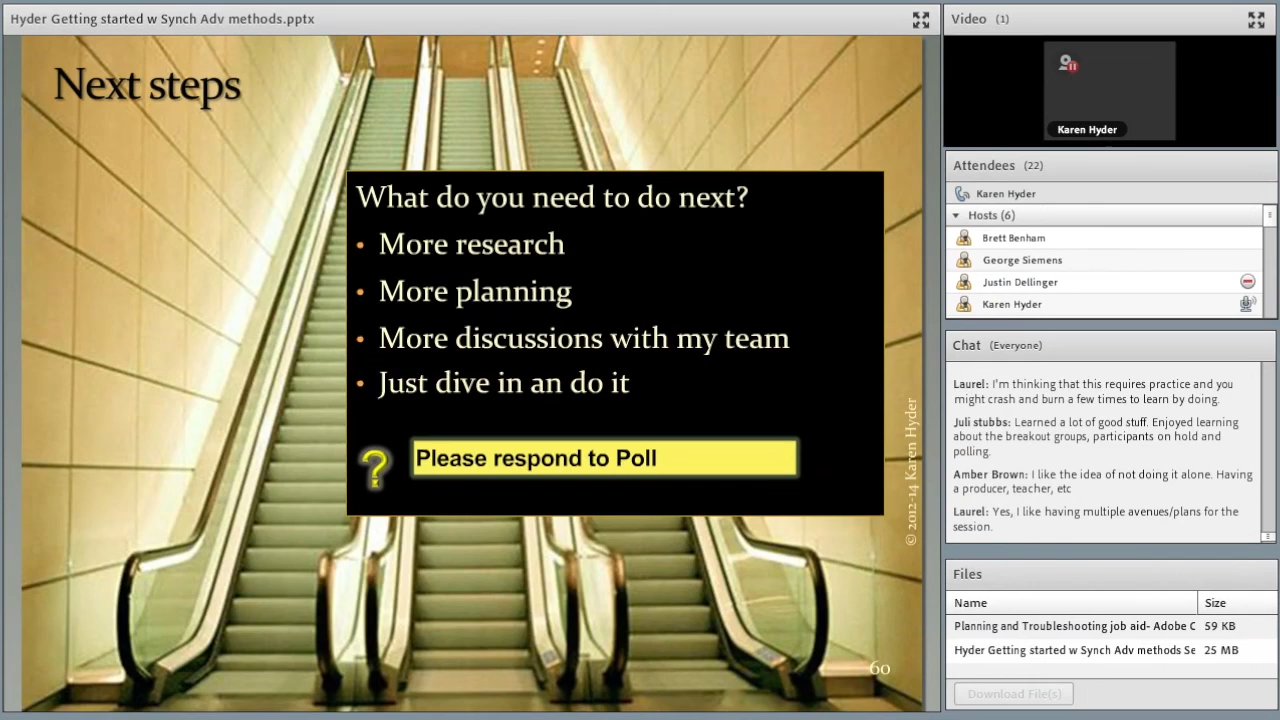 Hyder Getting started w Synch Adv methods.pptx
Next steps
What do you need to do next?
• More research
• More planning
• More discussions with my team
• Just dive in an do it
?
Please respond to Poll
© 2012-14 Karen Hyder
60
Video (1)
Karen Hyder
Attendees (22)
Karen Hyder
Hosts (6)
Brett Benham
George Siemens
Justin Dellinger
Karen Hyder
Chat (Everyone)
Laurel: I'm thinking that this requires practice and you
might crash and burn a few times to learn by doing.
Juli stubbs: Learned a lot of good stuff. Enjoyed learning
about the breakout groups, participants on hold and
polling.
Amber Brown: I like the idea of not doing it alone. Having
a producer, teacher, etc
Laurel: Yes, I like having multiple avenues/plans for the
session.
Files
Name Size
Planning and Troubleshooting job aid- Adobe C 59 KB
Hyder Getting started w Synch Adv methods Se 25 MB
Download File(s)